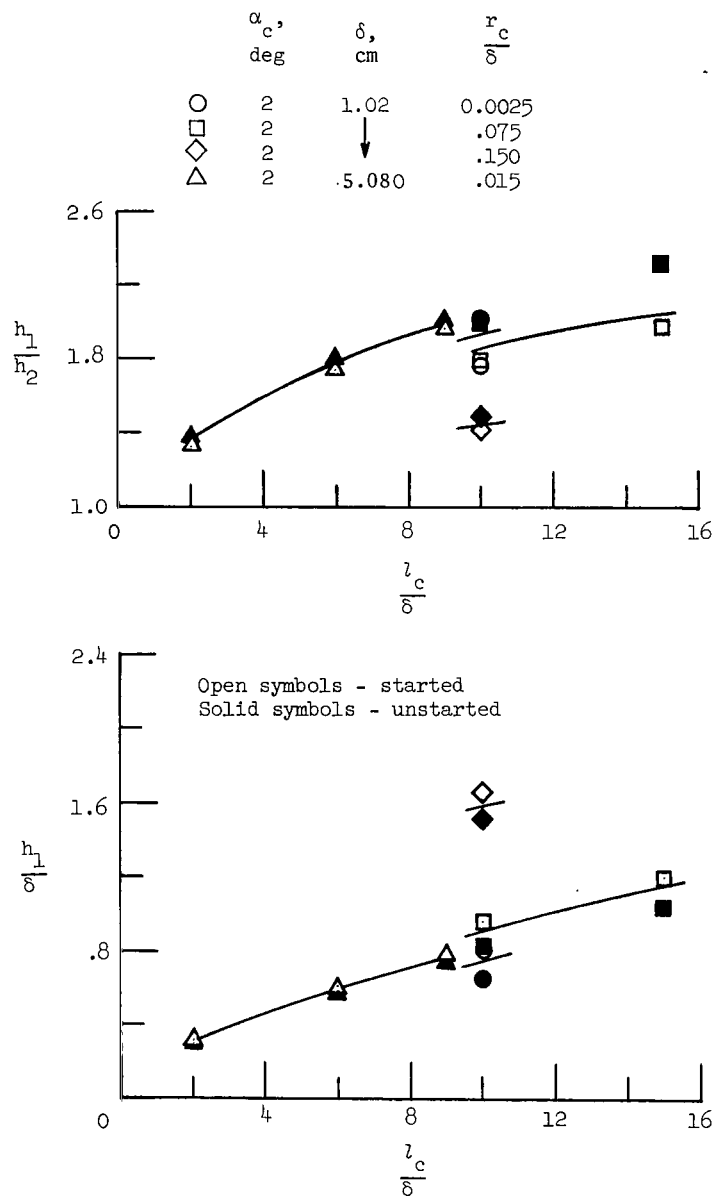 α_c, δ, r_c/δ
deg cm
○ 2 1.02 0.0025
□ 2 .075
◇ 2 .150
△ 2 5.080 .015
2.6
h_1/h_2
1.8
1.0
0 4 8 12 16
l_c/δ
2.4
Open symbols - started
Solid symbols - unstarted
1.6
h_1/δ
.8
0 4 8 12 16
l_c/δ